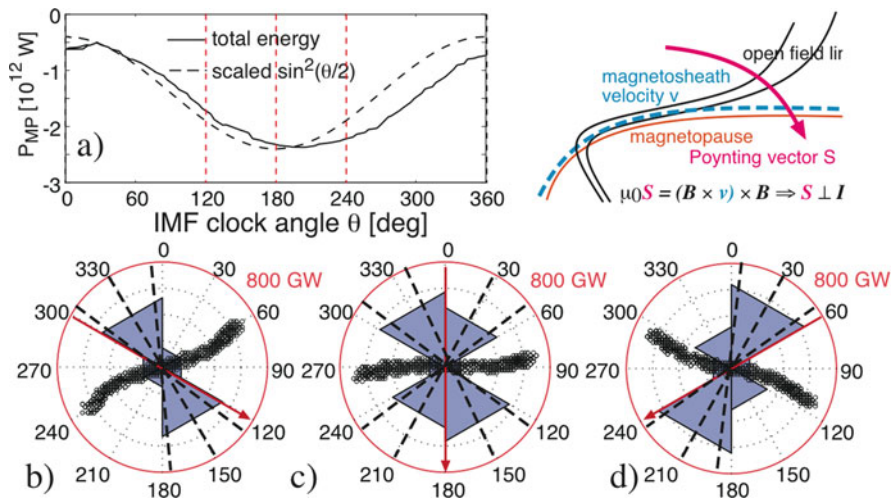 0
-1
-2
-3
P_MP [10^12 W]
total energy
scaled sin²(θ/2)
a)
0 60 120 180 240 300 360
IMF clock angle θ [deg]
open field lir
magnetosheath
velocity v
magnetopause
Poynting vector S
μ0S = (B × v) × B ⇒ S ⊥ I
0
30
60
90
120
150
180
210
240
270
300
330
800 GW
b)
0
30
60
90
120
150
180
210
240
270
300
330
800 GW
c)
0
30
60
90
120
150
180
210
240
270
300
330
800 GW
d)